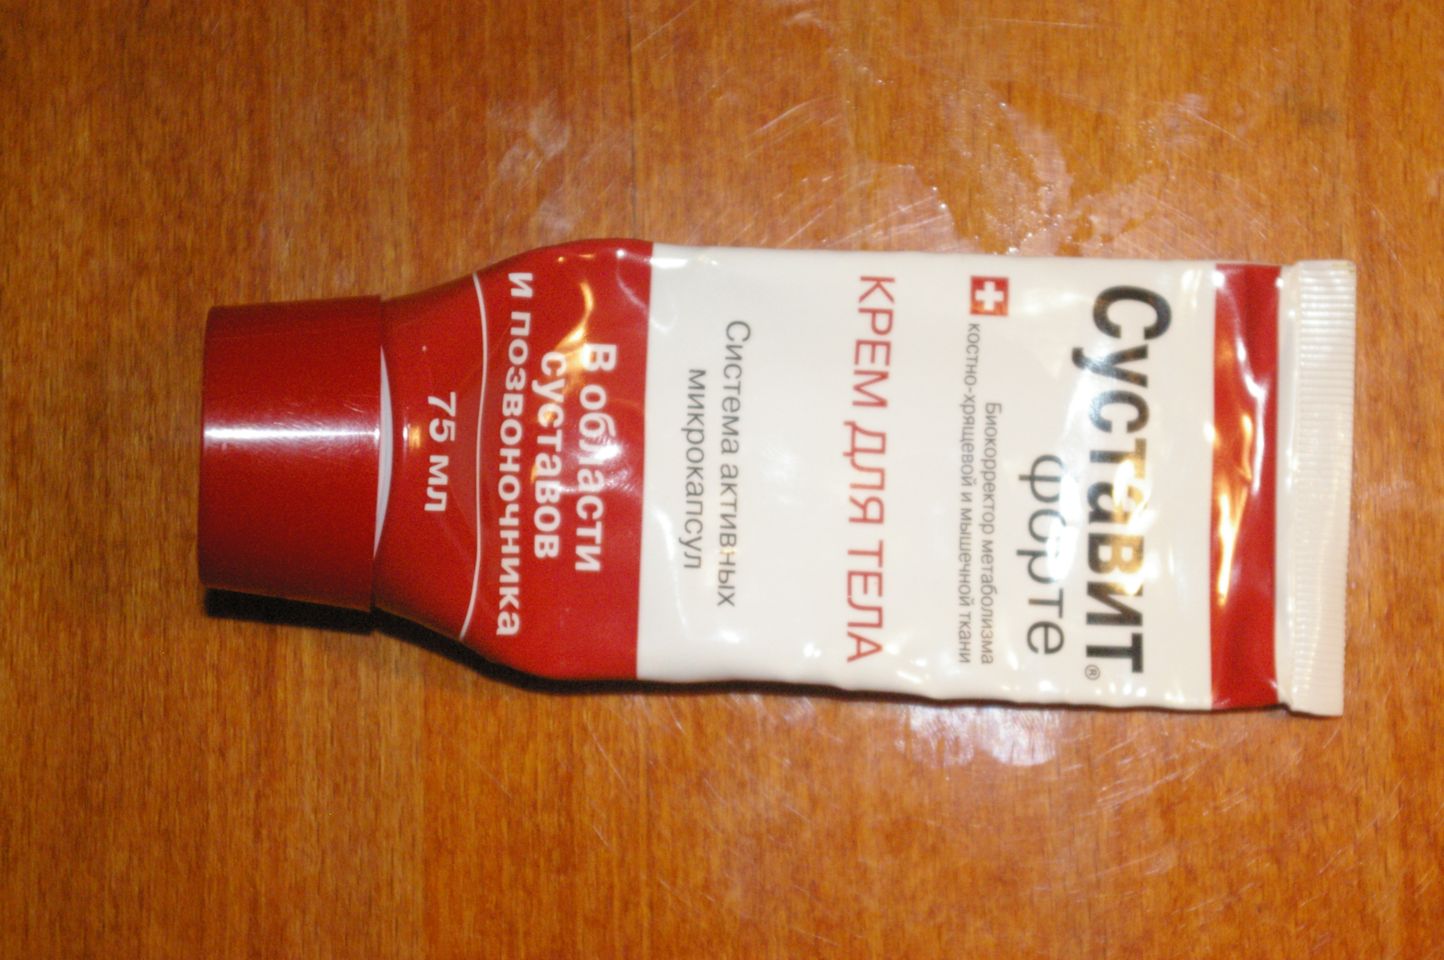 Суставит®
форте
Биокорректор метаболизма
костно-хрящевой и мышечной ткани
КРЕМ ДЛЯ ТЕЛА
Система активных
микрокапсул
В области
суставов
и позвоночника
75 мл